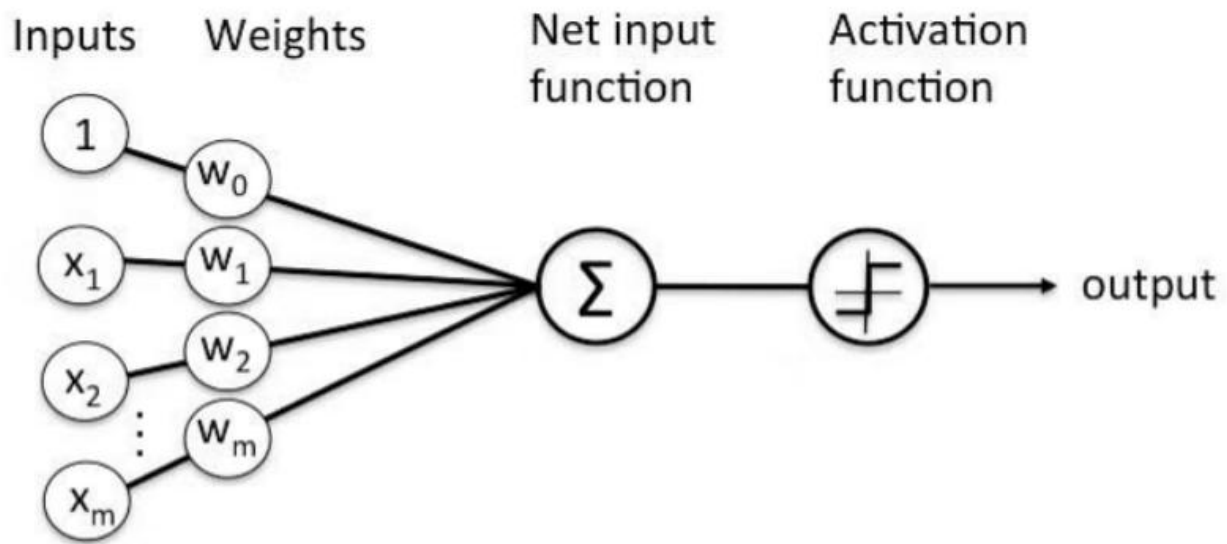 Inputs
Weights
Net input
function
Activation
function
1
w₀
x₁
w₁
Σ
output
x₂
w₂
⋮
wₘ
xₘ